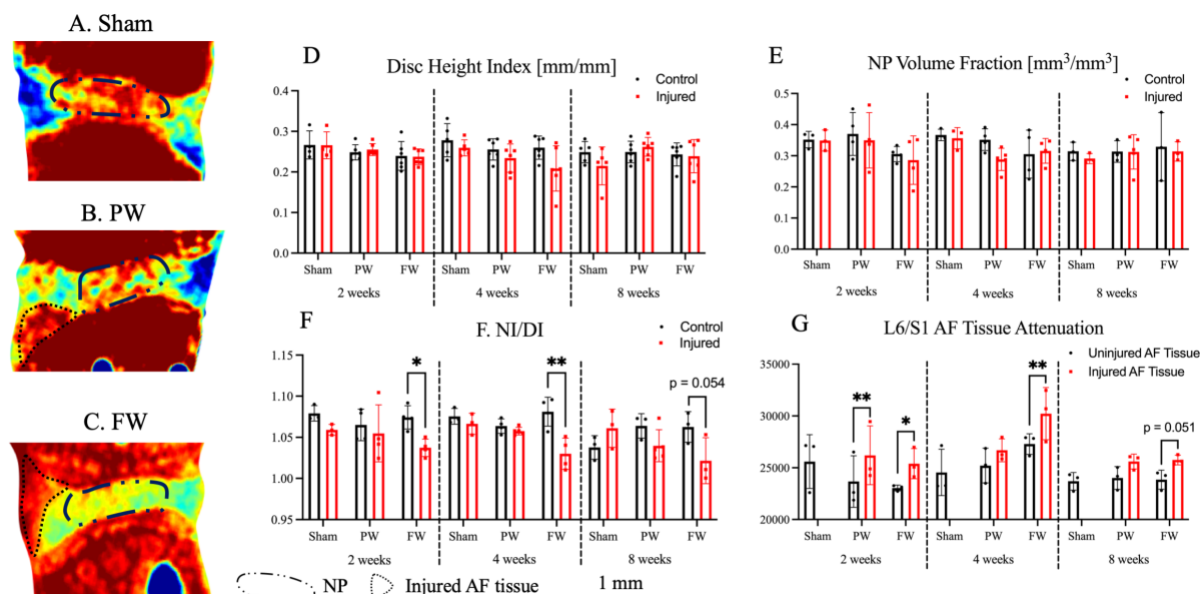 A. Sham
B. PW
C. FW
D
Disc Height Index [mm/mm]
Control
Injured
0.5
0.4
0.3
0.2
0.1
0.0
Sham PW FW Sham PW FW Sham PW FW
2 weeks 4 weeks 8 weeks
E
NP Volume Fraction [mm³/mm³]
Control
Injured
0.5
0.4
0.3
0.2
0.1
0.0
Sham PW FW Sham PW FW Sham PW FW
2 weeks 4 weeks 8 weeks
F
F. NI/DI
Control
Injured
1.15
1.10
1.05
1.00
0.95
*
**
p = 0.054
Sham PW FW Sham PW FW Sham PW FW
2 weeks 4 weeks 8 weeks
G
L6/S1 AF Tissue Attenuation
Uninjured AF Tissue
Injured AF Tissue
35000
30000
25000
20000
**
*
**
p = 0.051
Sham PW FW Sham PW FW Sham PW FW
2 weeks 4 weeks 8 weeks
NP Injured AF tissue 1 mm